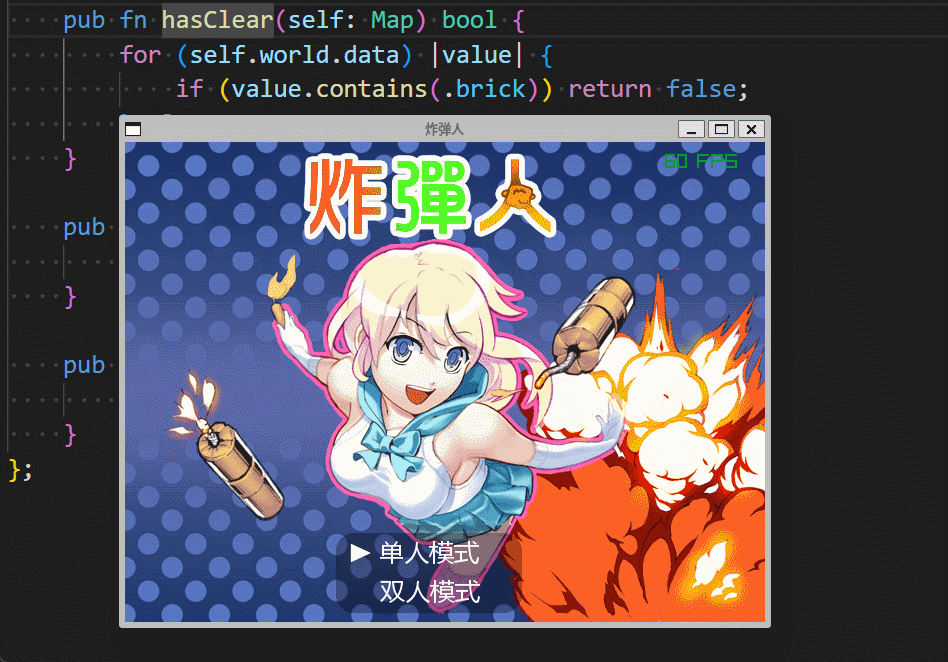 pub fn hasClear(self: Map) bool {
for (self.world.data) |value| {
if (value.contains(.brick)) return false;
炸弹人
}
60 FPS
炸彈人
pub
}
pub
}
};
▶ 单人模式
双人模式